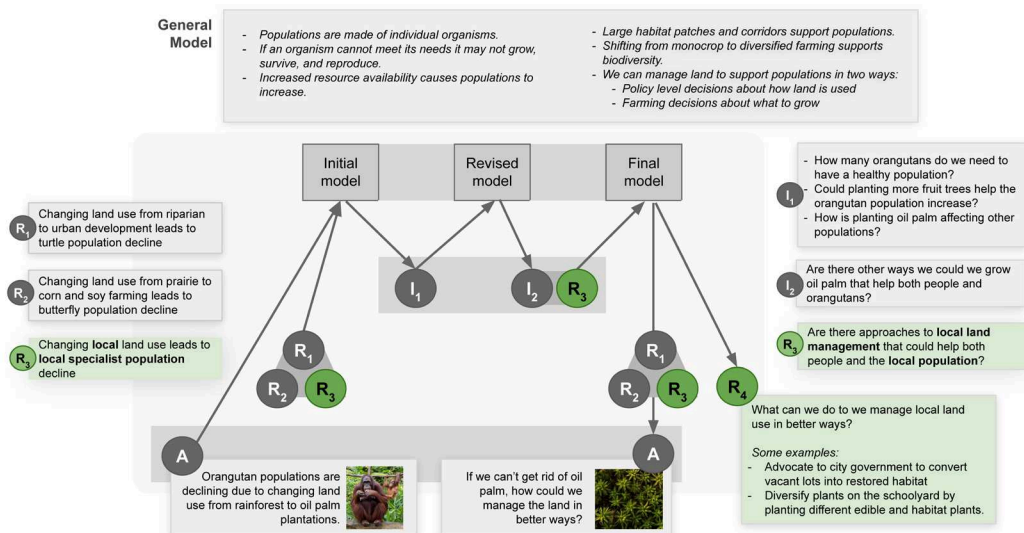 General
Model
- Populations are made of individual organisms.
- If an organism cannot meet its needs it may not grow,
survive, and reproduce.
- Increased resource availability causes populations to
increase.
- Large habitat patches and corridors support populations.
- Shifting from monocrop to diversified farming supports
biodiversity.
- We can manage land to support populations in two ways:
- Policy level decisions about how land is used
- Farming decisions about what to grow
Initial
model
Revised
model
Final
model
R1
Changing land use from riparian
to urban development leads to
turtle population decline
R2
Changing land use from prairie to
corn and soy farming leads to
butterfly population decline
R3
Changing local land use leads to
local specialist population
decline
I1
I2
R3
R1
R2
R3
R1
R2
R3
R4
A
Orangutan populations are
declining due to changing land
use from rainforest to oil palm
plantations.
A
If we can't get rid of oil
palm, how could we
manage the land in
better ways?
I1
- How many orangutans do we need to
have a healthy population?
- Could planting more fruit trees help the
orangutan population increase?
- How is planting oil palm affecting other
populations?
I2
Are there other ways we could we grow
oil palm that help both people and
orangutans?
R3
Are there approaches to local land
management that could help both
people and the local population?
What can we do to we manage local land
use in better ways?
Some examples:
- Advocate to city government to convert
vacant lots into restored habitat
- Diversify plants on the schoolyard by
planting different edible and habitat plants.